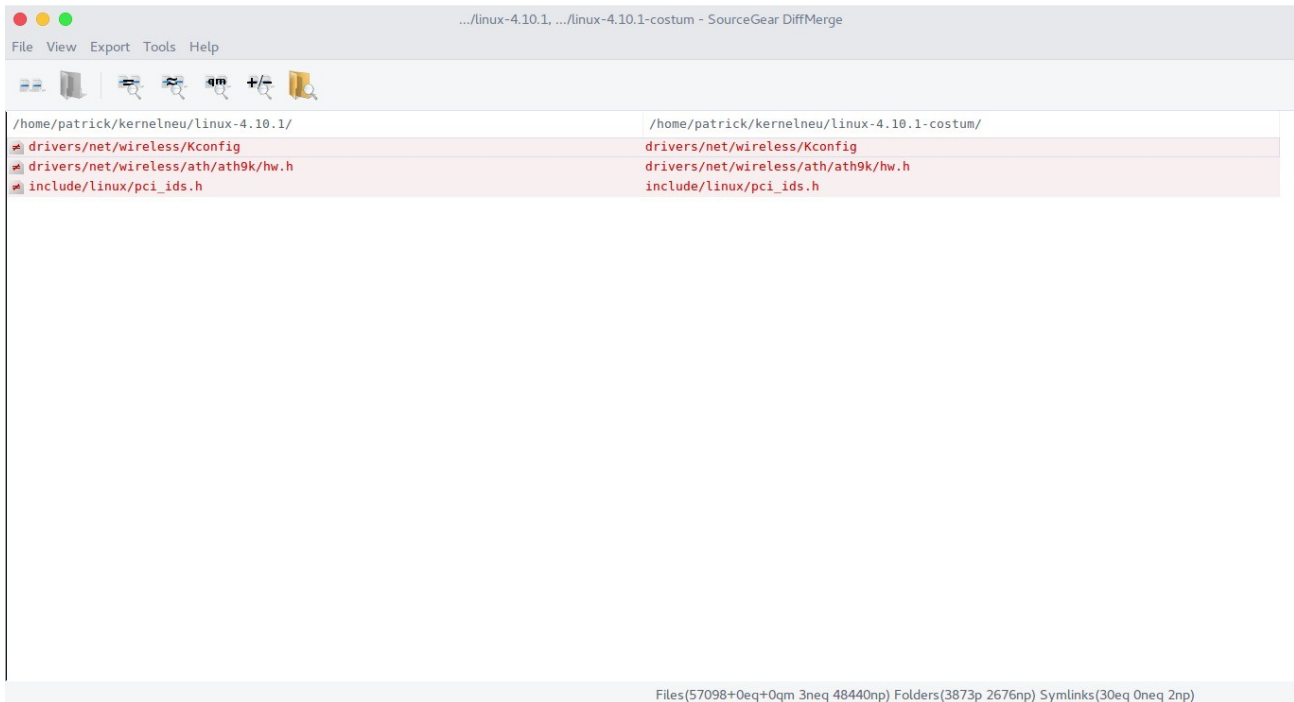 .../linux-4.10.1, .../linux-4.10.1-costum - SourceGear DiffMerge
File View Export Tools Help
== qm +/-
/home/patrick/kernelneu/linux-4.10.1/ /home/patrick/kernelneu/linux-4.10.1-costum/
≠ drivers/net/wireless/Kconfig drivers/net/wireless/Kconfig
≠ drivers/net/wireless/ath/ath9k/hw.h drivers/net/wireless/ath/ath9k/hw.h
≠ include/linux/pci_ids.h include/linux/pci_ids.h
Files(57098+0eq+0qm 3neq 48440np) Folders(3873p 2676np) Symlinks(30eq 0neq 2np)